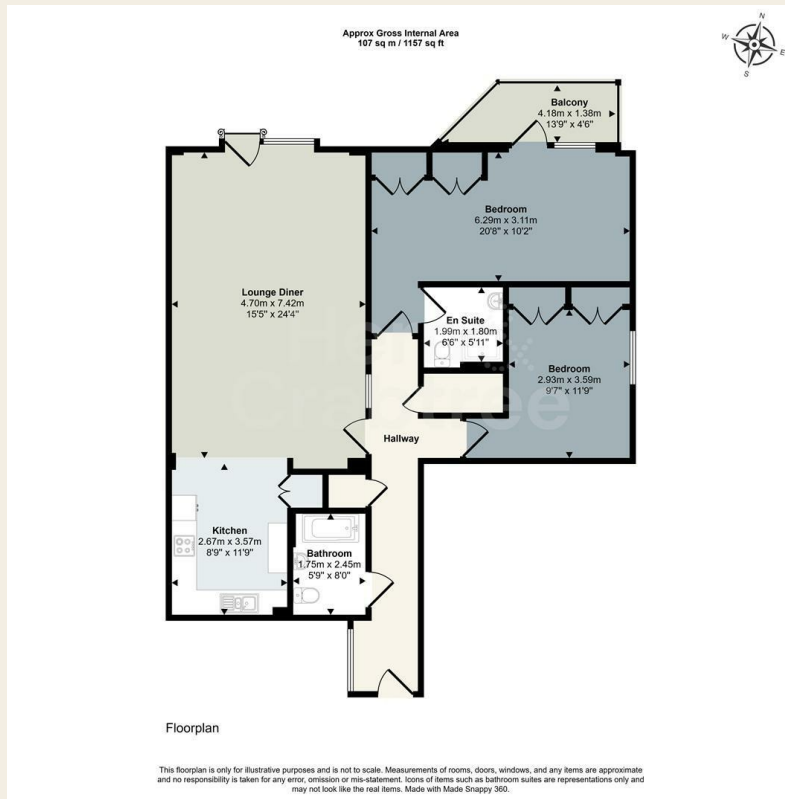 Approx Gross Internal Area
107 sq m / 1157 sq ft
N
W
E
S
Balcony
4.18m x 1.38m
13'9" x 4'6"
Bedroom
6.29m x 3.11m
20'8" x 10'2"
Lounge Diner
4.70m x 7.42m
15'5" x 24'4"
En Suite
1.99m x 1.80m
6'6" x 5'11"
Bedroom
2.93m x 3.59m
9'7" x 11'9"
Hallway
Kitchen
2.67m x 3.57m
8'9" x 11'9"
Bathroom
1.75m x 2.45m
5'9" x 8'0"
Floorplan
This floorplan is only for illustrative purposes and is not to scale. Measurements of rooms, doors, windows, and any items are approximate
and no responsibility is taken for any error, omission or mis-statement. Icons of items such as bathroom suites are representations only and
may not look like the real items. Made with Made Snappy 360.